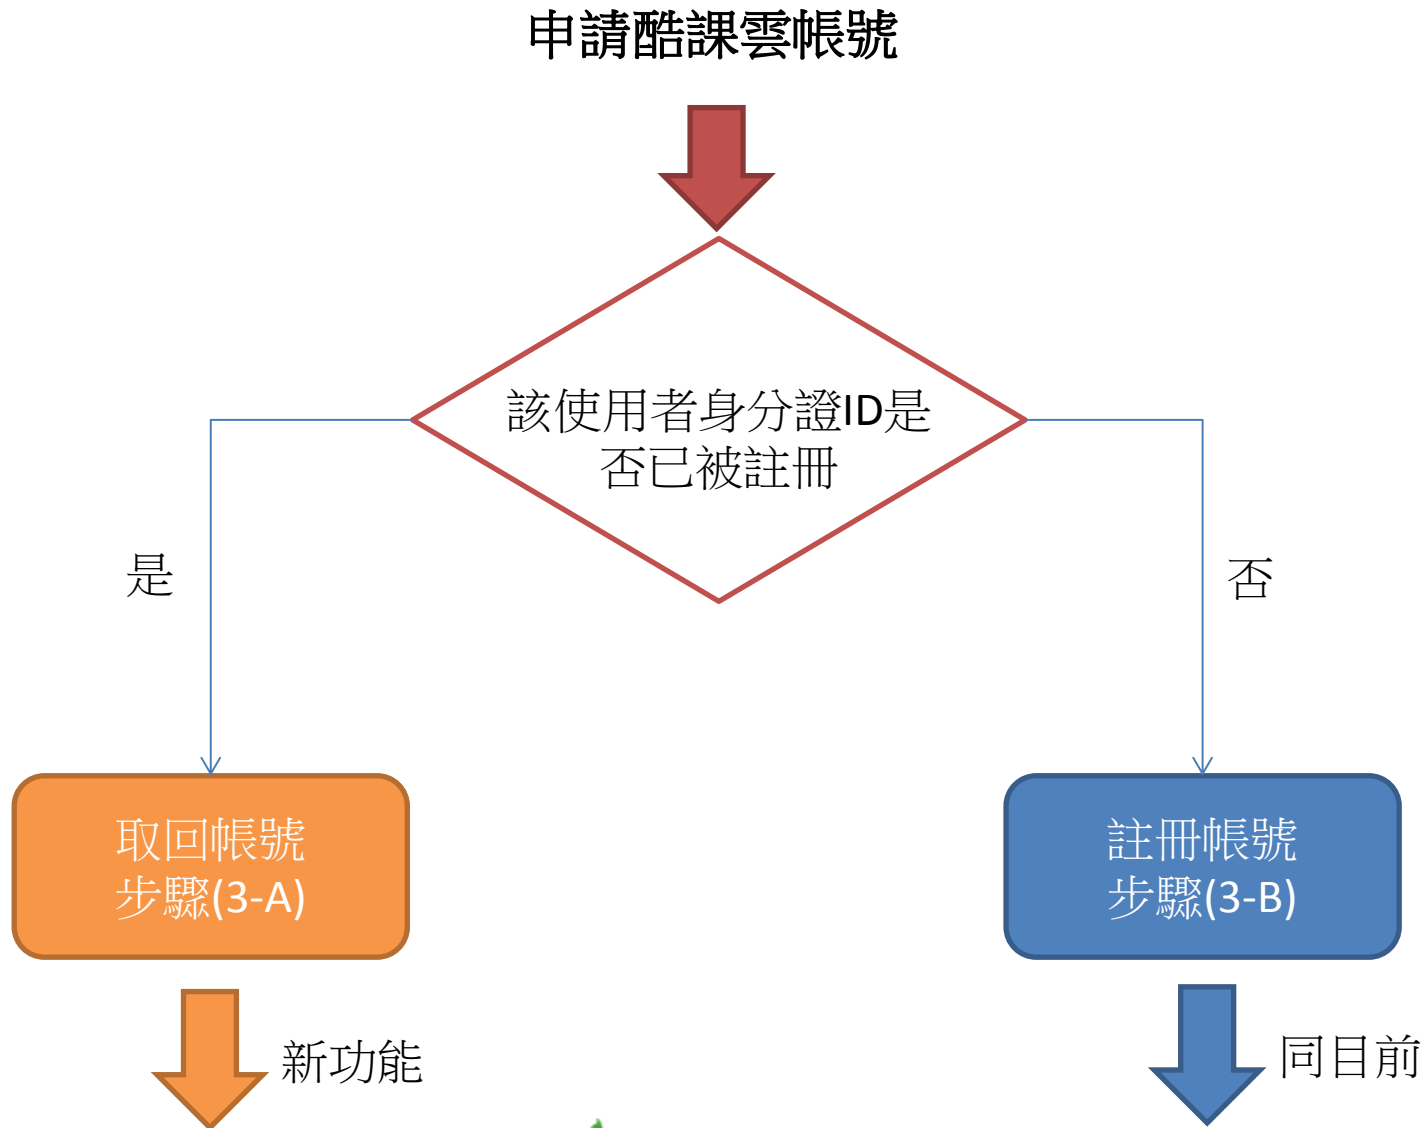 申請酷課雲帳號
該使用者身分證ID是
否已被註冊
是
否
取回帳號
步驟(3-A)
註冊帳號
步驟(3-B)
新功能
同目前